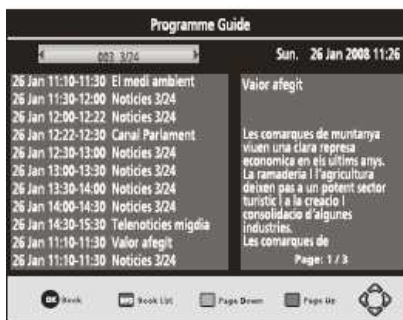 Programme Guide
003 3/24
Sun. 26 Jan 2008 11:26
26 Jan 11:10-11:30 El medi ambient
26 Jan 11:30-12:00 Noticies 3/24
26 Jan 12:00-12:22 Noticies 3/24
26 Jan 12:22-12:30 Canal Parlament
26 Jan 12:30-13:00 Noticies 3/24
26 Jan 13:00-13:30 Noticies 3/24
26 Jan 13:30-14:00 Noticies 3/24
26 Jan 14:00-14:30 Noticies 3/24
26 Jan 14:30-15:30 Telenoticies migdia
26 Jan 11:10-11:30 Valor afegit
26 Jan 11:10-11:30 Noticies 3/24
Vaior afegit
Les comarques de muntanya
viuen una clara represa
economica en els ultims anys.
La ramaderia l l'agricultura
deixen pas a un potent sector
turistic l a la creacio l
consolidacio d'algunes
industries.
Les comarques de
Page: 1 / 3
OK Book
Book List
Page Down
Page Up